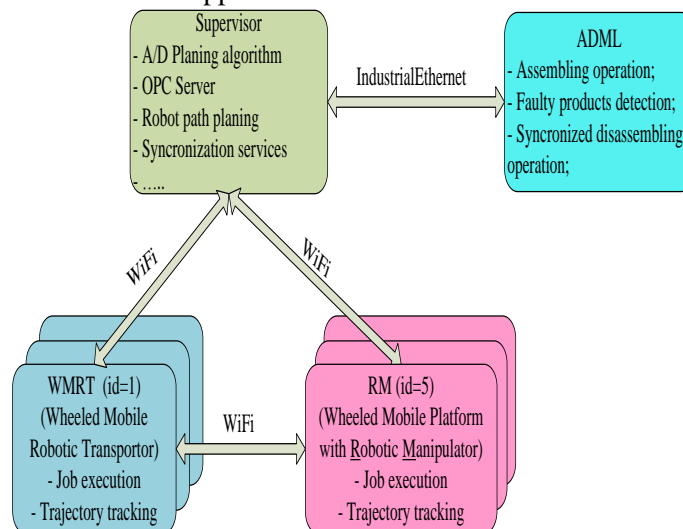 Supervisor
- A/D Planing algorithm
- OPC Server
- Robot path planing
- Syncronization services
- .....
IndustrialEthernet
ADML
- Assembling operation;
- Faulty products detection;
- Syncronized disassembling
operation;
WiFi
WiFi
WMRT (id=1)
(Wheeled Mobile
Robotic Transportor)
- Job execution
- Trajectory tracking
WiFi
RM (id=5)
(Wheeled Mobile Platform
with Robotic Manipulator)
- Job execution
- Trajectory tracking